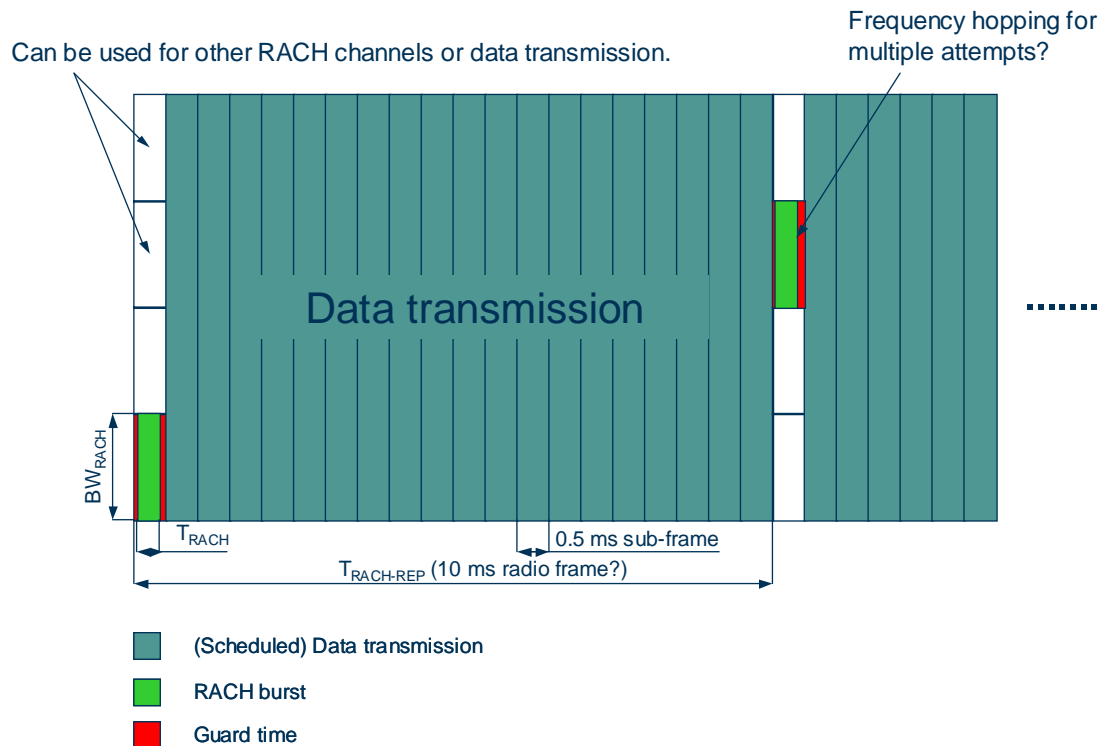 Frequency hopping for
multiple attempts?
Can be used for other RACH channels or data transmission.
Data transmission
BWRACH
TRACH
0.5 ms sub-frame
TRACH-REP (10 ms radio frame?)
(Scheduled) Data transmission
RACH burst
Guard time